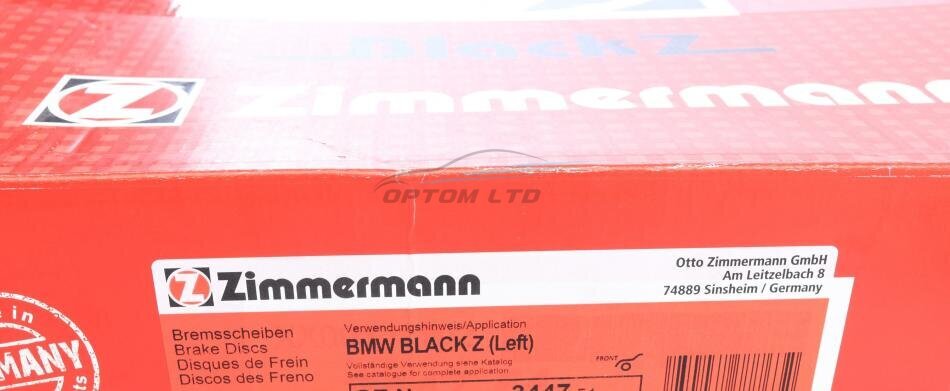 BlackZ
Z Zimmermann
OPTOM LTD
Z Zimmermann
Otto Zimmermann GmbH
Am Leitzelbach 8
74889 Sinsheim / Germany
Bremsscheiben
Brake Discs
Disques de Frein
Discos de Freno
Verwendungshinweis/Application
BMW BLACK Z (Left)
Vollständige Verwendung siehe Katalog
See catalogue for complete application
FRONT
in
MANY